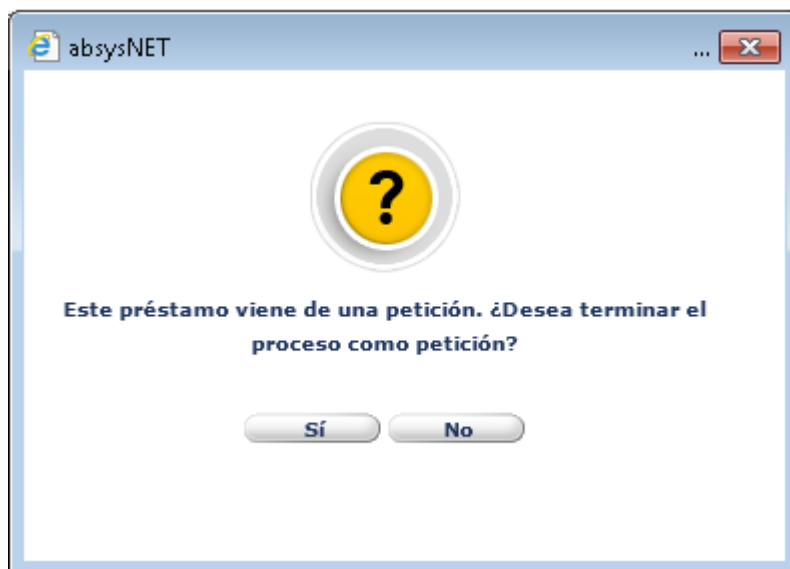 absysNET
...
?
Este préstamo viene de una petición. ¿Desea terminar el
proceso como petición?
Sí No